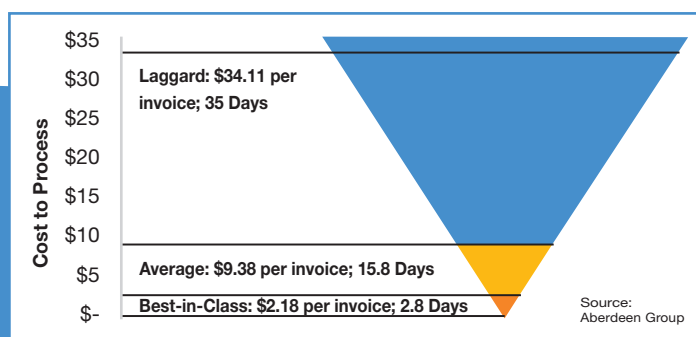 $35
$30
$25
$20
$15
$10
$5
$-
Cost to Process
Laggard: $34.11 per
invoice; 35 Days
Average: $9.38 per invoice; 15.8 Days
Best-in-Class: $2.18 per invoice; 2.8 Days
Source:
Aberdeen Group